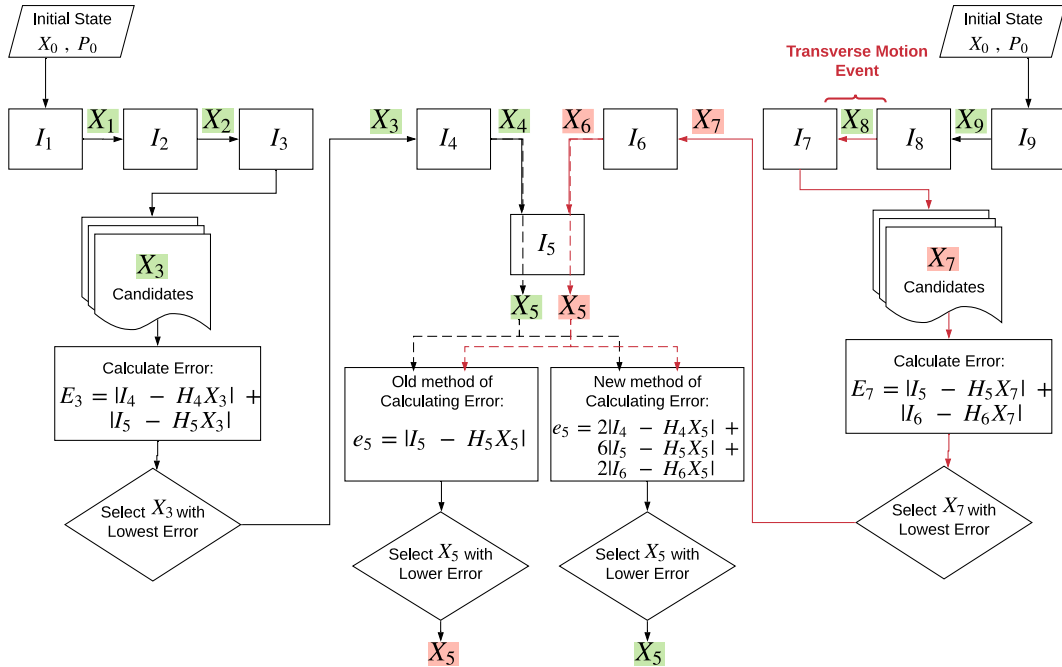 Initial State
X₀ , P₀
Initial State
X₀ , P₀
Transverse Motion
Event
I₁
X₁
I₂
X₂
I₃
X₃
I₄
X₄
X₆
I₆
X₇
I₇
X₈
I₈
X₉
I₉
I₅
X₃
Candidates
X₇
Candidates
X₅
X₅
Calculate Error:
E₃ = |I₄ − H₄X₃| +
|I₅ − H₅X₃|
Old method of
Calculating Error:
e₅ = |I₅ − H₅X₅|
New method of
Calculating Error:
e₅ = 2|I₄ − H₄X₅| +
6|I₅ − H₅X₅| +
2|I₆ − H₆X₅|
Calculate Error:
E₇ = |I₅ − H₅X₇| +
|I₆ − H₆X₇|
Select X₃ with
Lowest Error
Select X₅ with
Lower Error
Select X₅ with
Lower Error
Select X₇ with
Lowest Error
X₅
X₅